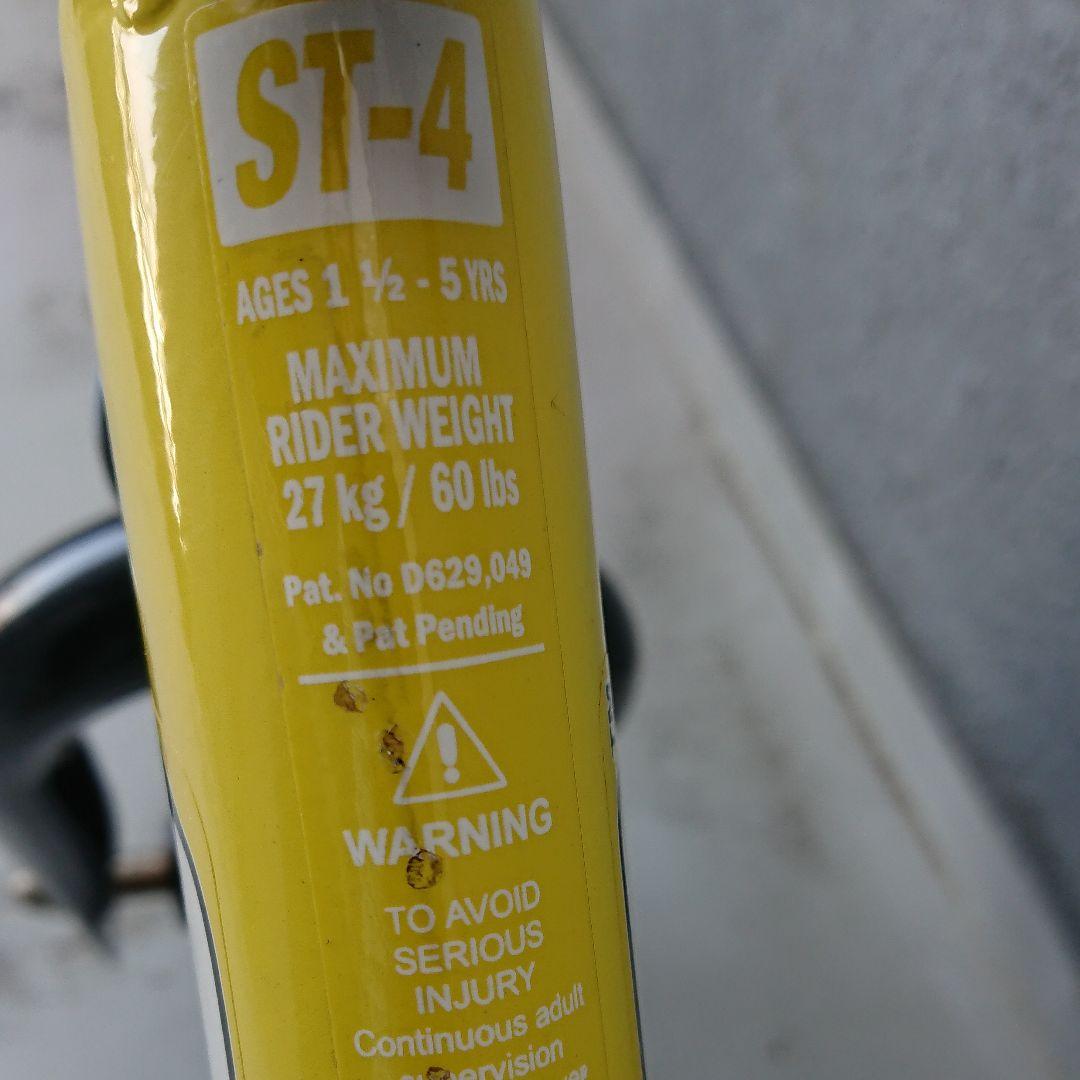 ST-4
AGES 1 ½ - 5 YRS
MAXIMUM
RIDER WEIGHT
27 kg / 60 lbs
Pat. No D629,049
& Pat Pending
WARNING
TO AVOID
SERIOUS
INJURY
Continuous adult
supervision